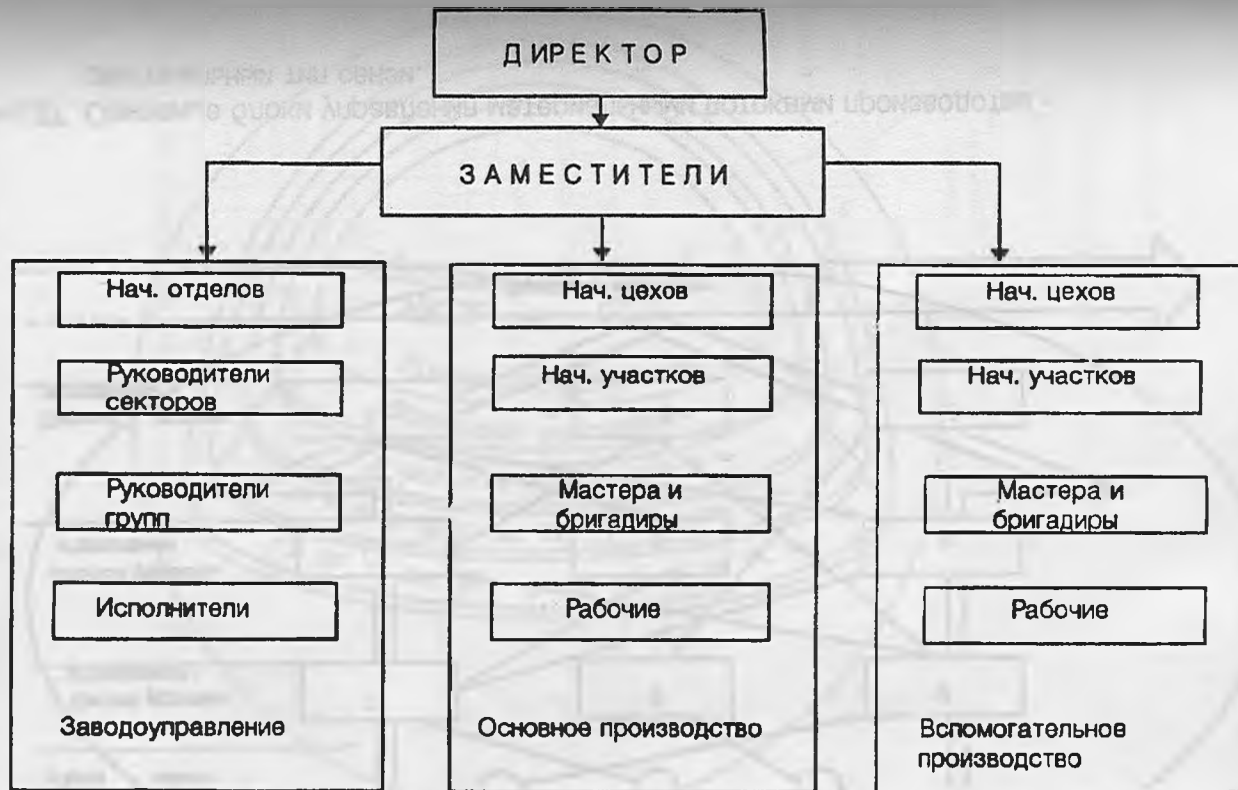 ДИРЕКТОР
ЗАМЕСТИТЕЛИ
Нач. отделов
Руководители
секторов
Руководители
групп
Исполнители
Заводоуправление
Нач. цехов
Нач. участков
Мастера и
бригадиры
Рабочие
Основное производство
Нач. цехов
Нач. участков
Мастера и
бригадиры
Рабочие
Вспомогательное
производство